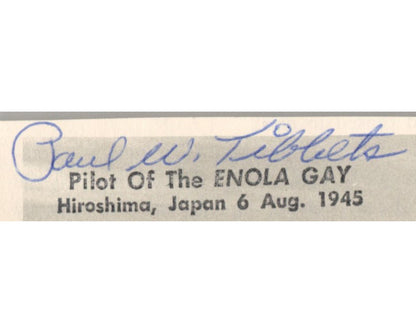 Paul W. Tibbets
Pilot Of The ENOLA GAY
Hiroshima, Japan 6 Aug. 1945